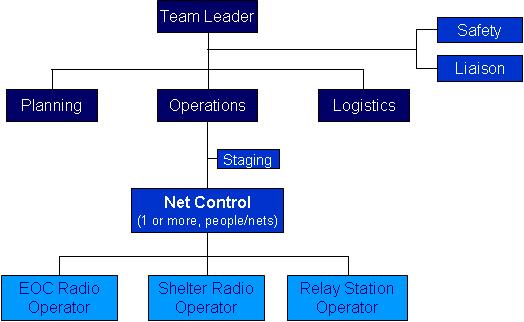 Team Leader
Safety
Liaison
Planning
Operations
Logistics
Staging
Net Control
(1 or more, people/nets)
EOC Radio
Operator
Shelter Radio
Operator
Relay Station
Operator